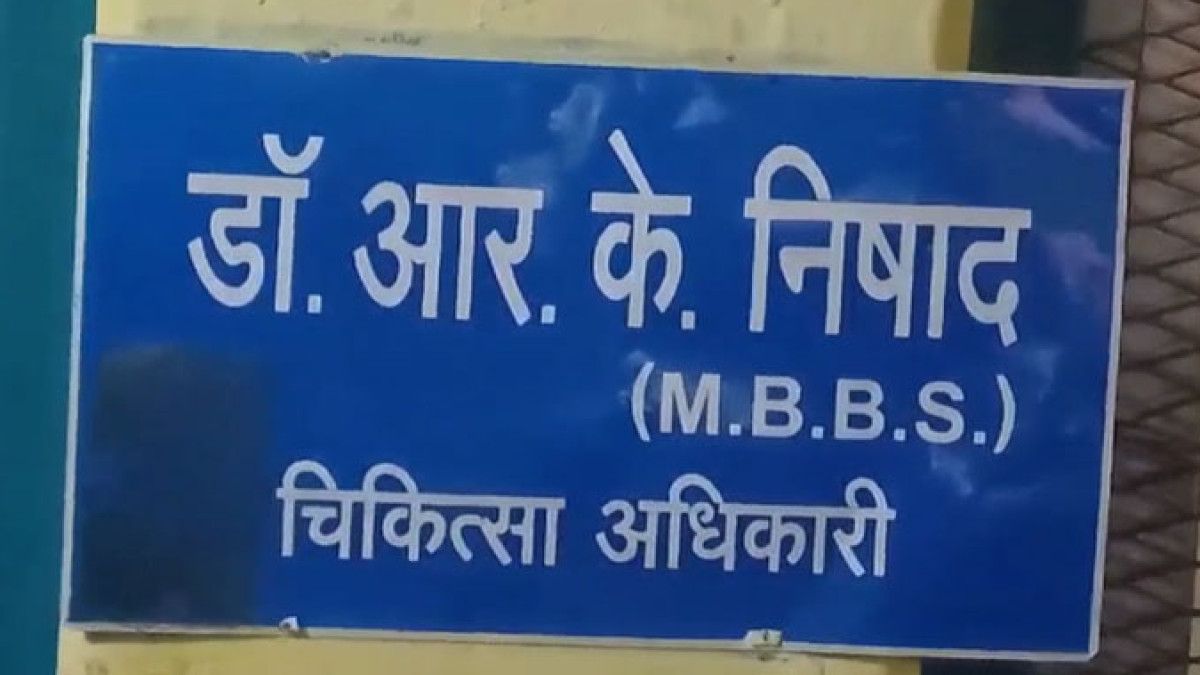 डॉ. आर. के. निषाद
(M.B.B.S.)
चिकित्सा अधिकारी